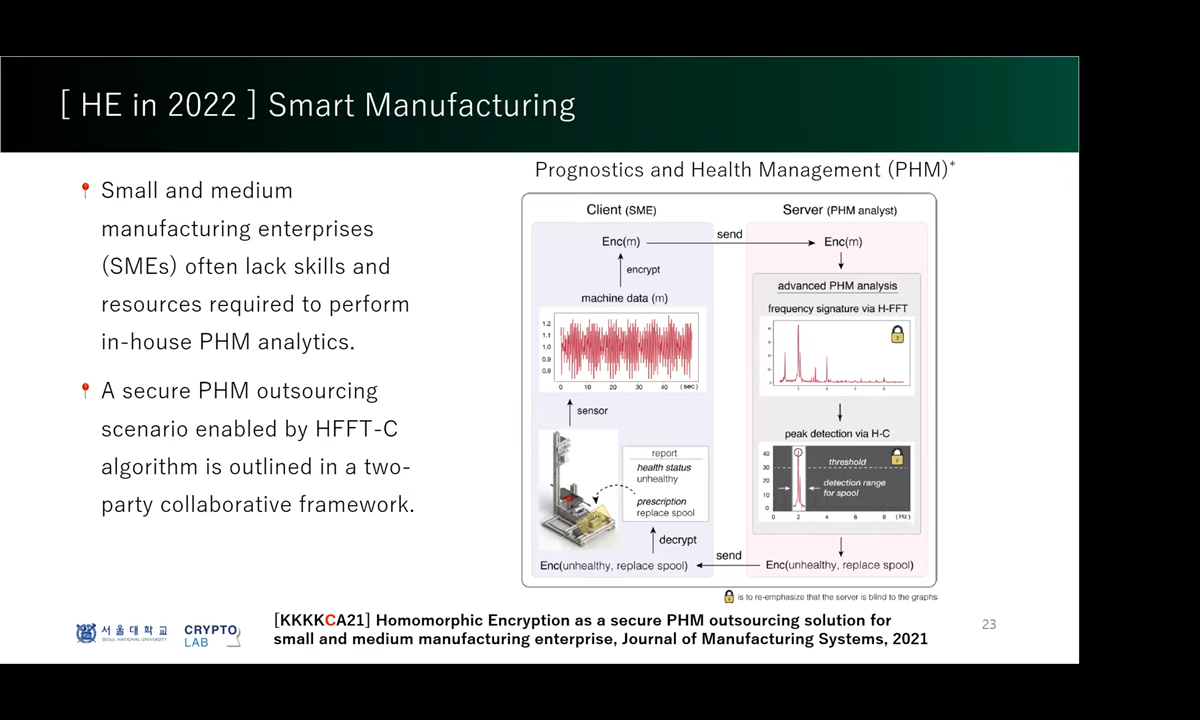 [ HE in 2022 ] Smart Manufacturing
Small and medium
manufacturing enterprises
(SMEs) often lack skills and
resources required to perform
in-house PHM analytics.
A secure PHM outsourcing
scenario enabled by HFFT-C
algorithm is outlined in a two-
party collaborative framework.
Prognostics and Health Management (PHM)*
Client (SME)
Enc(m)
encrypt
machine data (m)
1.2
1.1
1.0
0.9
0.8
0 10 20 30 40 (sec)
sensor
report
health status
unhealthy
prescription
replace spool
decrypt
Enc(unhealthy, replace spool)
send
send
Server (PHM analyst)
Enc(m)
advanced PHM analysis
frequency signature via H-FFT
peak detection via H-C
40
30
20
10
0
threshold
detection range
for spool
0 2 4 6 8 (Hz)
Enc(unhealthy, replace spool)
is to re-emphasize that the server is blind to the graphs
서울대학교
SEOUL NATIONAL UNIVERSITY
CRYPTO
LAB
[KKKKCA21] Homomorphic Encryption as a secure PHM outsourcing solution for
small and medium manufacturing enterprise, Journal of Manufacturing Systems, 2021
23